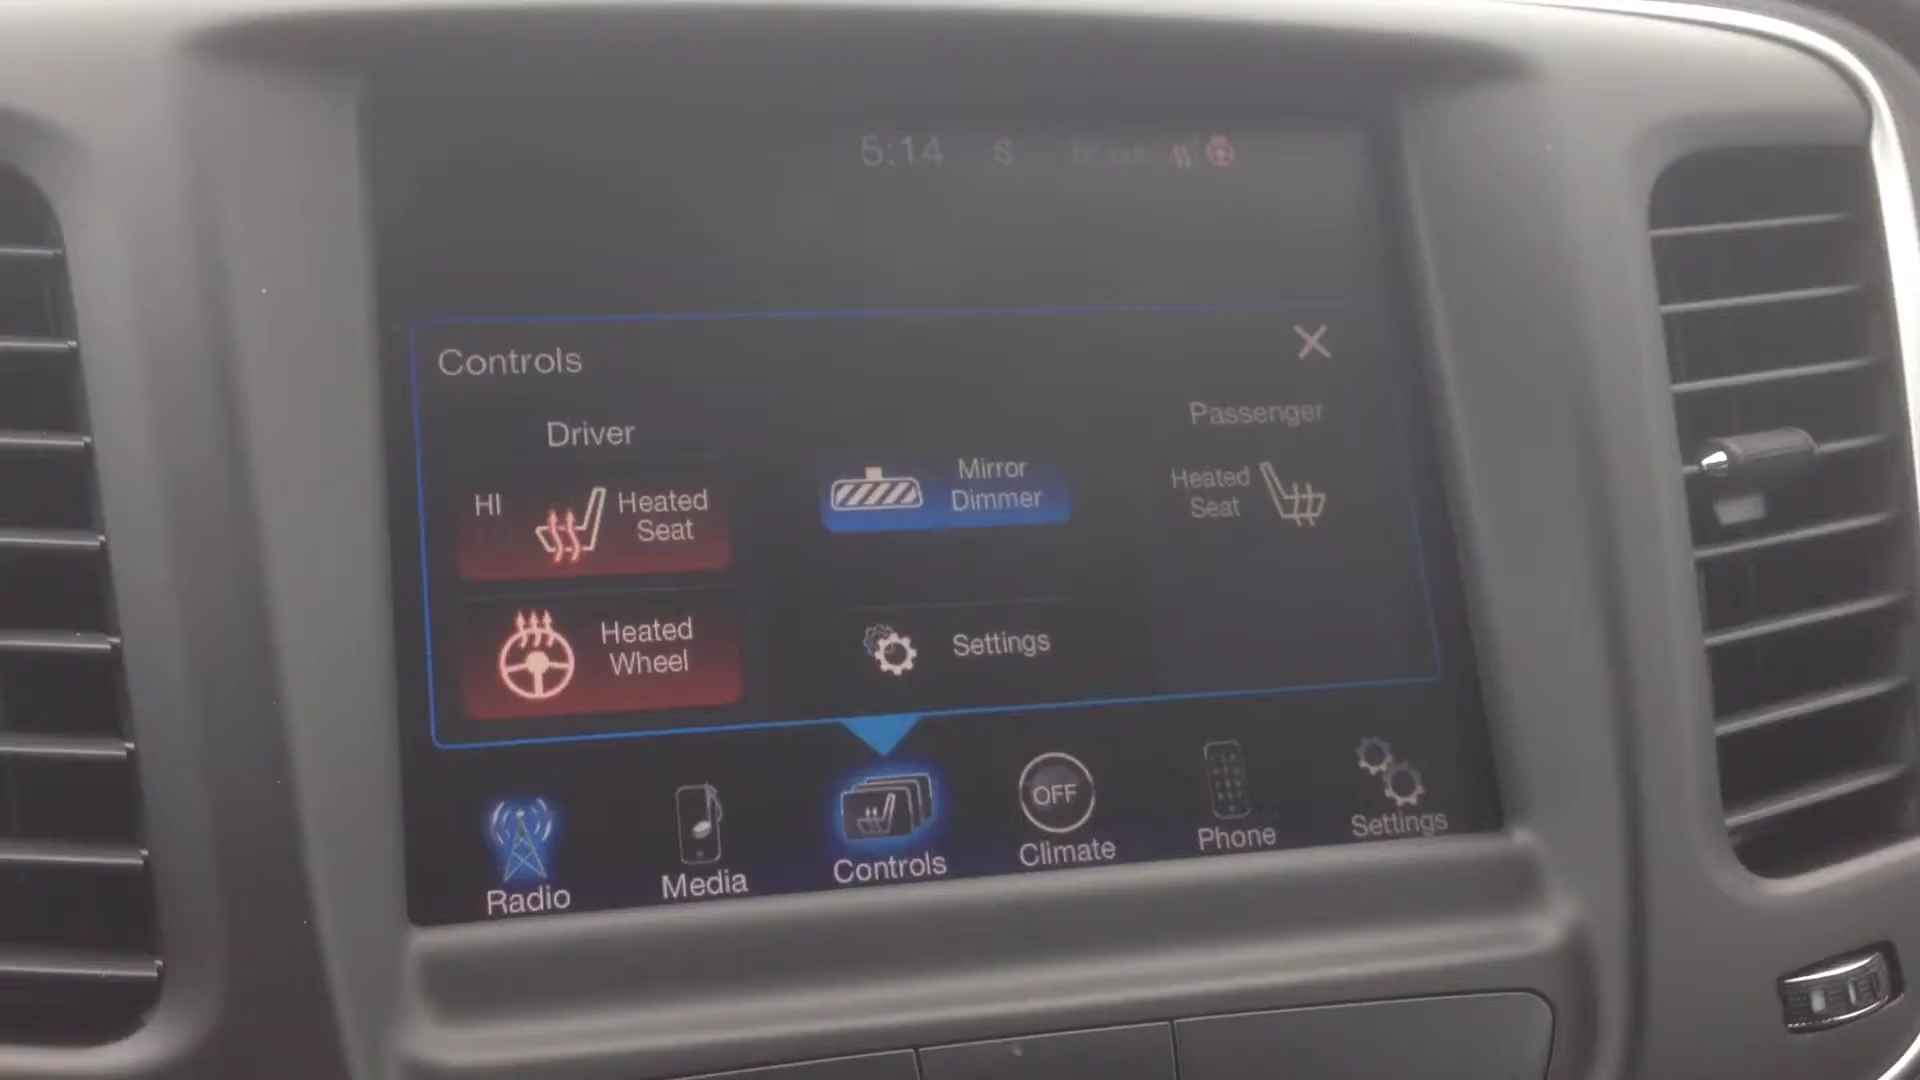 5:14
Controls
Driver
Passenger
HI
Heated
Seat
Mirror
Dimmer
Heated
Seat
Heated
Wheel
Settings
Radio
Media
Controls
OFF
Climate
Phone
Settings